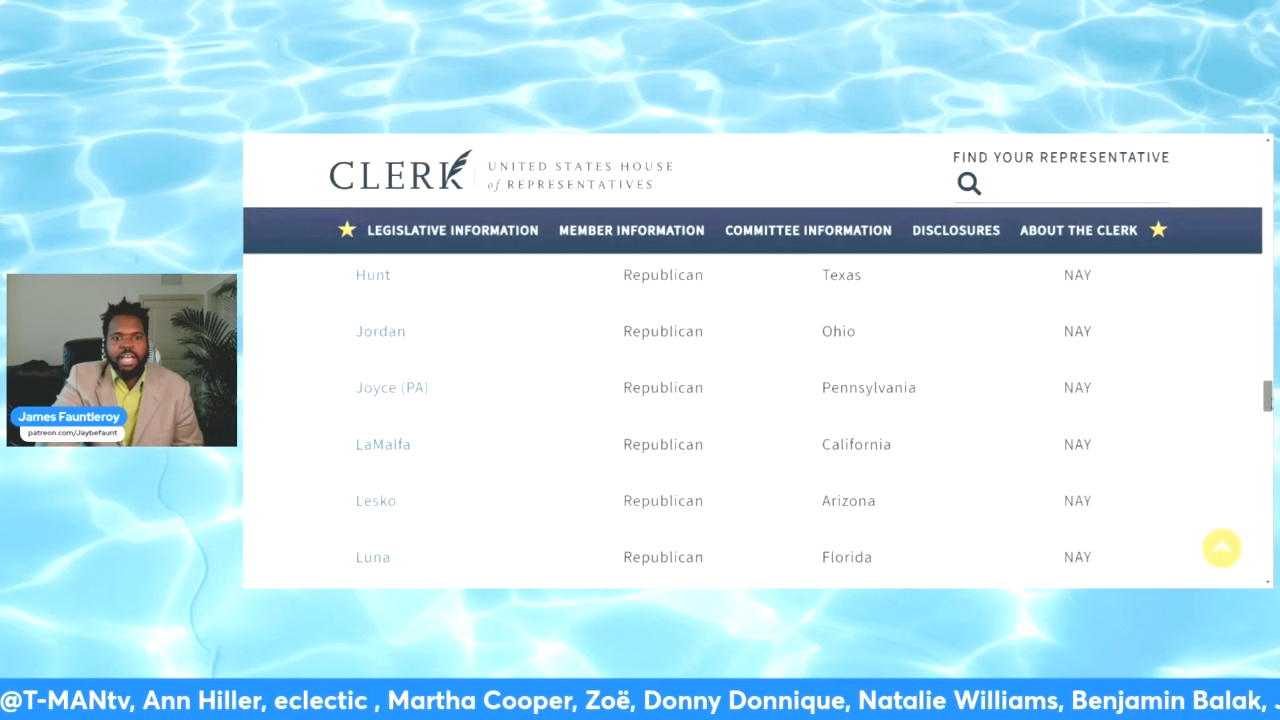 CLERK
UNITED STATES HOUSE
of REPRESENTATIVES
FIND YOUR REPRESENTATIVE
LEGISLATIVE INFORMATION MEMBER INFORMATION COMMITTEE INFORMATION DISCLOSURES ABOUT THE CLERK
Hunt Republican Texas NAY
Jordan Republican Ohio NAY
Joyce (PA) Republican Pennsylvania NAY
LaMalfa Republican California NAY
Lesko Republican Arizona NAY
Luna Republican Florida NAY
James Fauntleroy
patreon.com/Jaybefaunt
@T-MANtv, Ann Hiller, eclectic , Martha Cooper, Zoë, Donny Donnique, Natalie Williams, Benjamin Balak,